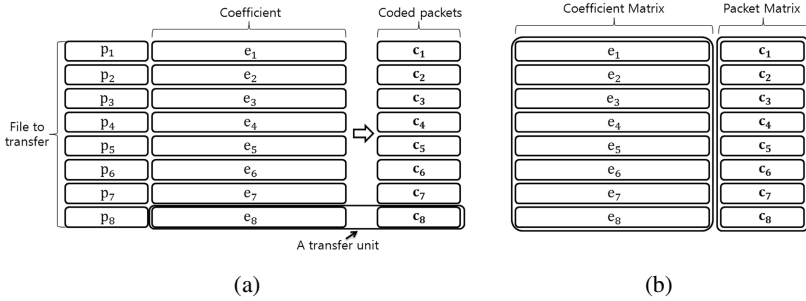 Coefficient
Coded packets
Coefficient Matrix
Packet Matrix
File to
transfer
p1 e1 c1
p2 e2 c2
p3 e3 c3
p4 e4 c4
p5 e5 c5
p6 e6 c6
p7 e7 c7
p8 e8 c8
A transfer unit
e1 c1
e2 c2
e3 c3
e4 c4
e5 c5
e6 c6
e7 c7
e8 c8
(a)
(b)